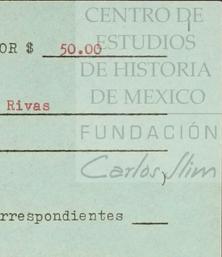 CENTRO DE
ESTUDIOS
DE HISTORIA
DE MEXICO
FUNDACIÓN
Carlos Slim
OR $ 50.00
Rivas
rrespondientes